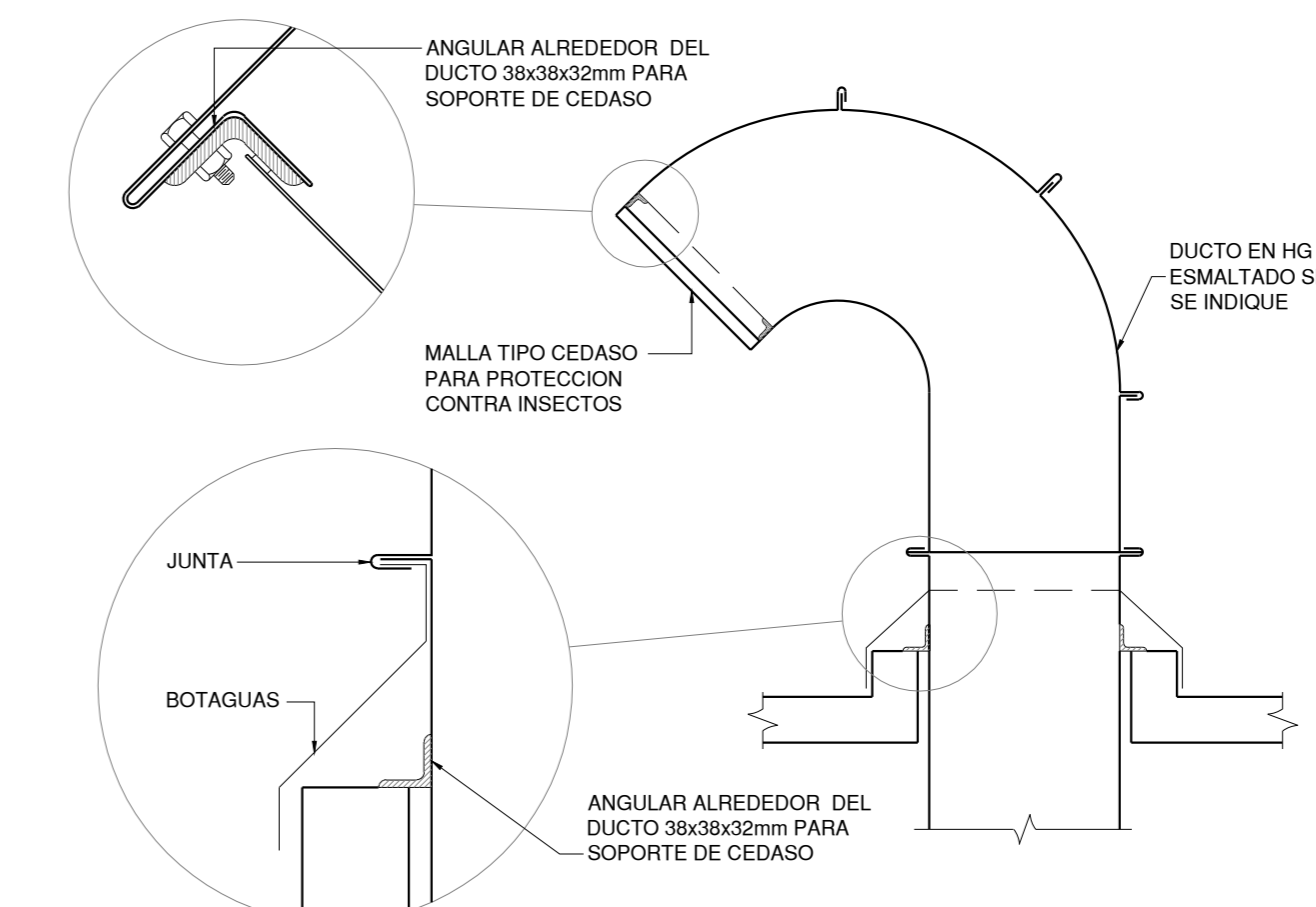 ANGULAR ALREDEDOR DEL
DUCTO 38x38x32mm PARA
SOPORTE DE CEDASO
DUCTO EN HG
ESMALTADO S
SE INDIQUE
MALLA TIPO CEDASO
PARA PROTECCION
CONTRA INSECTOS
JUNTA
BOTAGUAS
ANGULAR ALREDEDOR DEL
DUCTO 38x38x32mm PARA
SOPORTE DE CEDASO